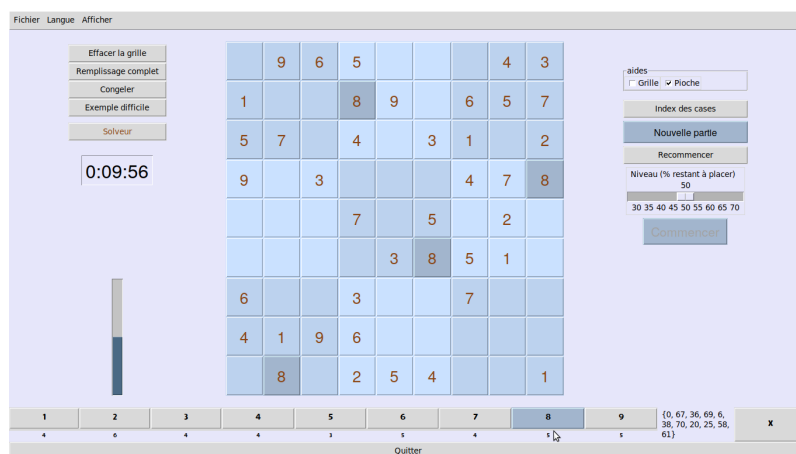 Fichier Langue Afficher
Effacer la grille
Remplissage complet
Congeler
Exemple difficile
Solveur
0:09:56
9 6 5 4 3
1 8 9 6 5 7
5 7 4 3 1 2
9 3 4 7 8
7 5 2
3 8 5 1
6 3 7
4 1 9 6
8 2 5 4 1
aides
Grille Pioche
Index des cases
Nouvelle partie
Recommencer
Niveau (% restant à placer)
50
30 35 40 45 50 55 60 65 70
Commencer
1 2 3 4 5 6 7 8 9
4 6 4 4 3 5 4 5 5
{0, 67, 36, 69, 6,
38, 70, 20, 25, 58,
61}
x
Quitter